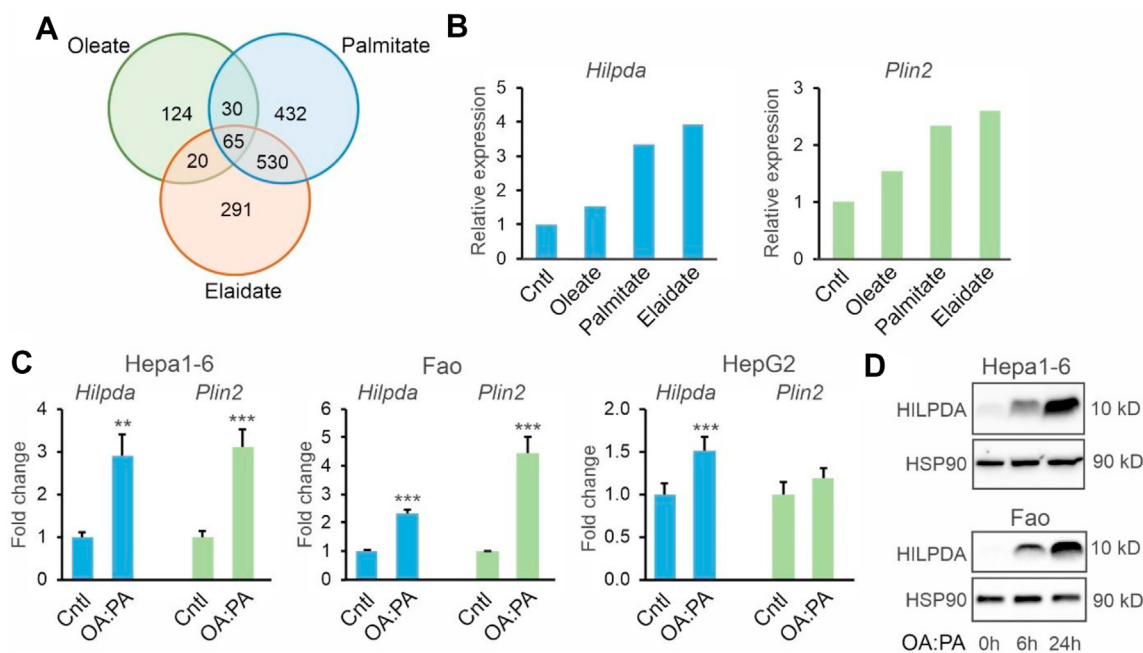 A
Oleate
Palmitate
124
30
432
65
20
530
291
Elaidate
B
Hilpda
Relative expression
5
4
3
2
1
0
Cntl
Oleate
Palmitate
Elaidate
Plin2
Relative expression
3
2
1
0
Cntl
Oleate
Palmitate
Elaidate
C
Hepa1-6
Hilpda
Plin2
Fold change
4
3
2
1
0
**
***
Cntl
OA:PA
Cntl
OA:PA
Fao
Hilpda
Plin2
Fold change
6
5
4
3
2
1
0
***
***
Cntl
OA:PA
Cntl
OA:PA
HepG2
Hilpda
Plin2
Fold change
2.0
1.5
1.0
0.5
0.0
***
Cntl
OA:PA
Cntl
OA:PA
D
Hepa1-6
HILPDA 10 kD
HSP90 90 kD
Fao
HILPDA 10 kD
HSP90 90 kD
OA:PA 0h 6h 24h